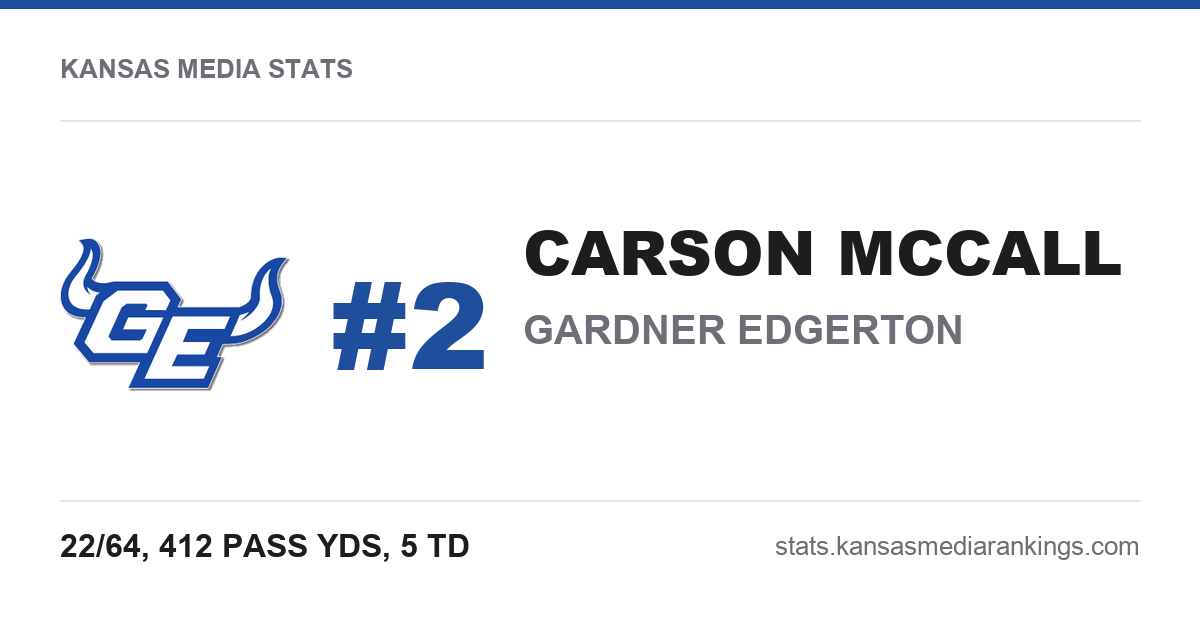 KANSAS MEDIA STATS
GE
#2
CARSON MCCALL
GARDNER EDGERTON
22/64, 412 PASS YDS, 5 TD
stats.kansasmediarankings.com